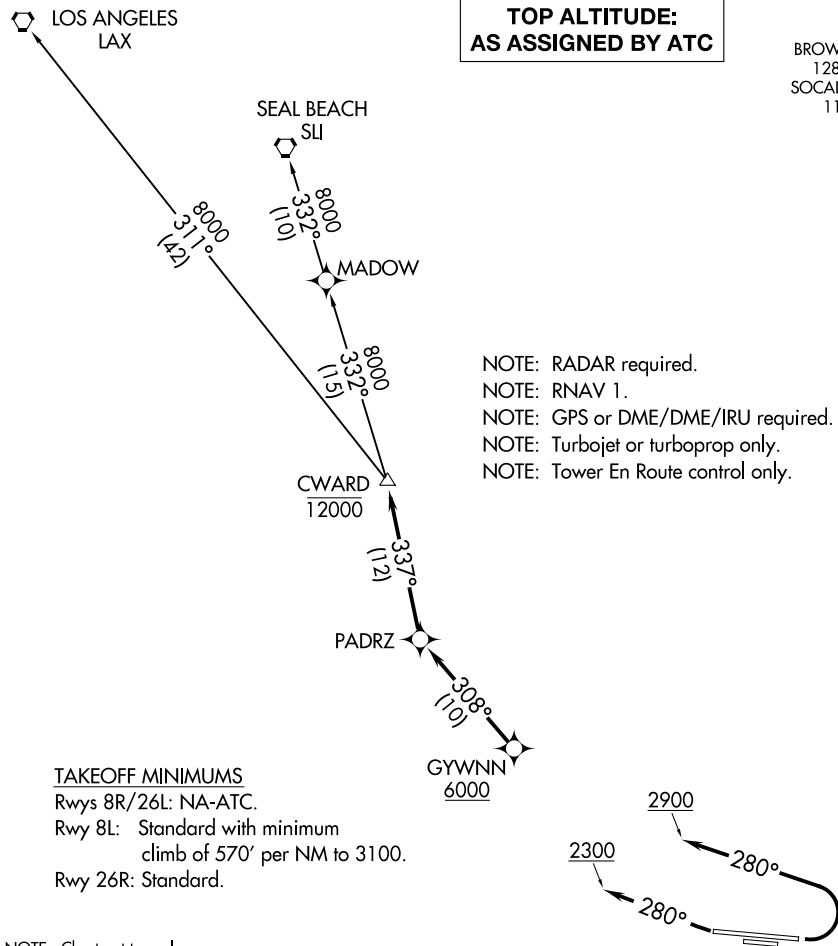 LOS ANGELES
LAX
TOP ALTITUDE:
AS ASSIGNED BY ATC
128
11
SEAL BEACH
SLI
8000
332°
(10)
8000
311°
(42)
MADOW
8000
332°
(15)
NOTE: RADAR required.
NOTE: RNAV 1.
NOTE: GPS or DME/DME/IRU required.
NOTE: Turbojet or turboprop only.
NOTE: Tower En Route control only.
CWARD
12000
337°
(12)
PADRZ
308°
(10)
GYWNN
6000
TAKEOFF MINIMUMS
Rwys 8R/26L: NA-ATC.
Rwy 8L: Standard with minimum
climb of 570' per NM to 3100.
Rwy 26R: Standard.
2900
280°
2300
280°